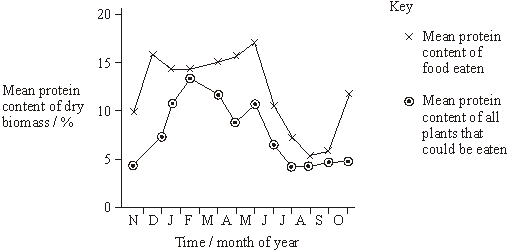 20
15
10
5
0
Mean protein
content of dry
biomass / %
N D J F M A M J J A S O
Time / month of year
Key
Mean protein
content of
food eaten
Mean protein
content of all
plants that
could be eaten